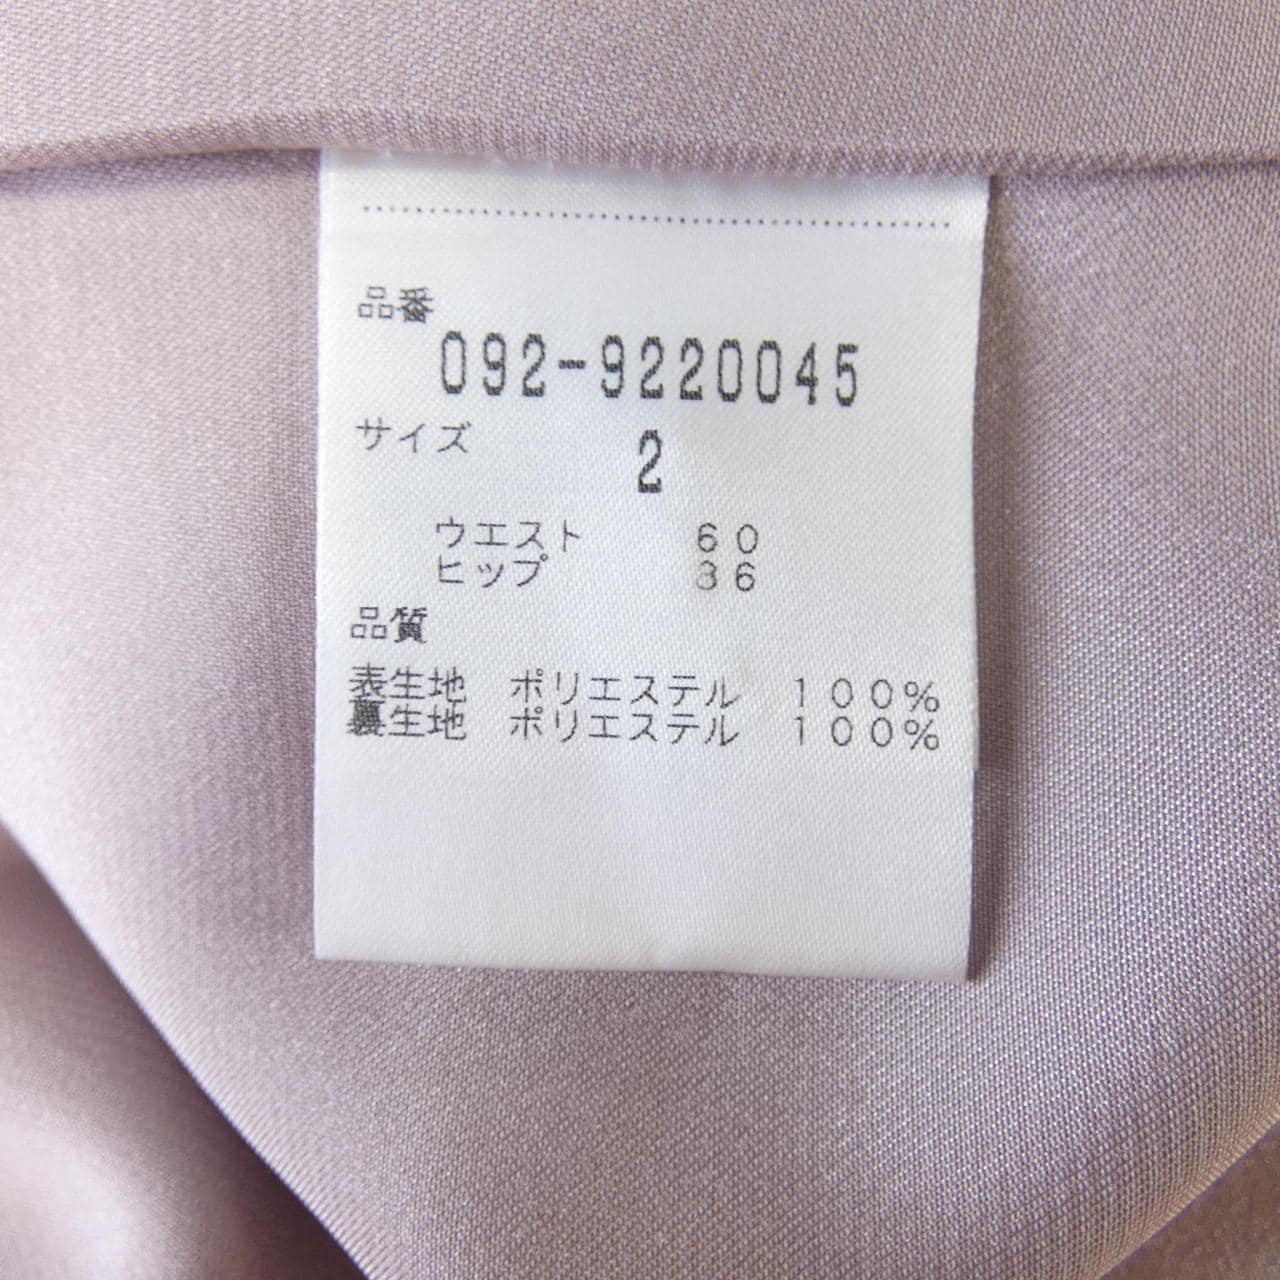 品番
092-9220045
サイズ 2
ウエスト 60
ヒップ 86
品質
表生地 ポリエステル 100%
裏生地 ポリエステル 100%